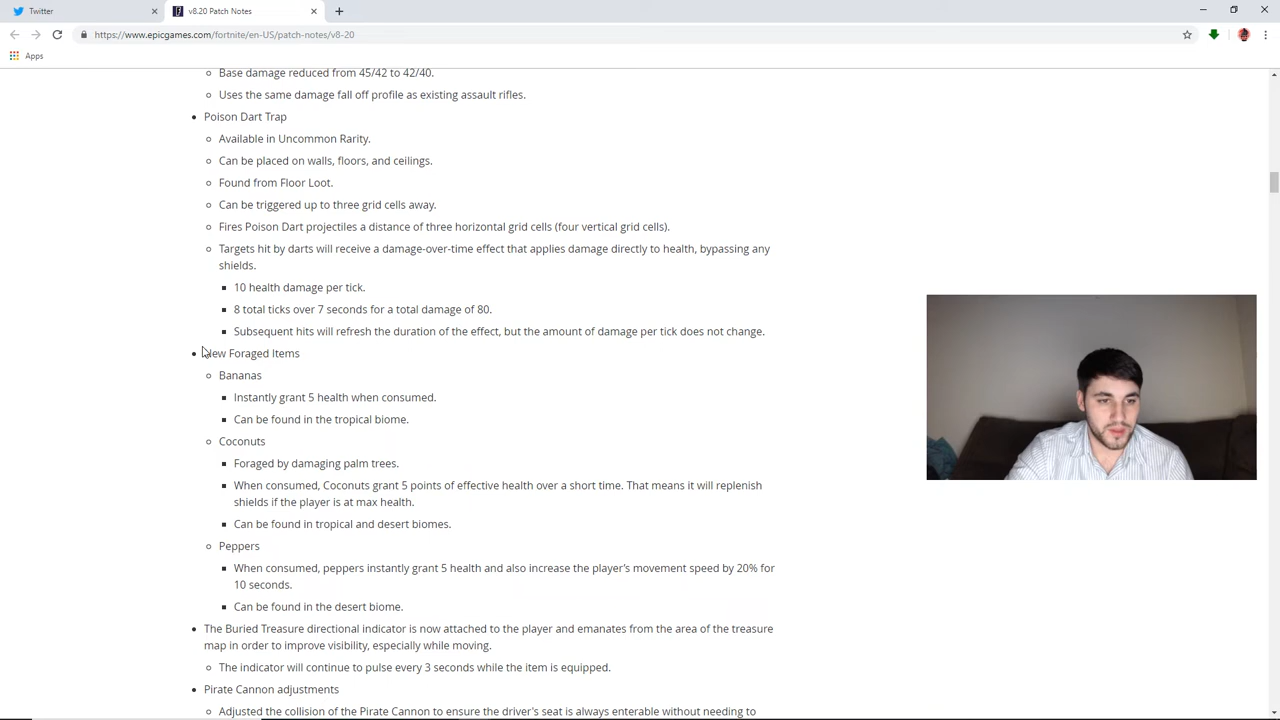 Twitter
v8.20 Patch Notes
https://www.epicgames.com/fortnite/en-US/patch-notes/v8-20
Apps
Base damage reduced from 45/42 to 42/40.
Uses the same damage fall off profile as existing assault rifles.
Poison Dart Trap
Available in Uncommon Rarity.
Can be placed on walls, floors, and ceilings.
Found from Floor Loot.
Can be triggered up to three grid cells away.
Fires Poison Dart projectiles a distance of three horizontal grid cells (four vertical grid cells).
Targets hit by darts will receive a damage-over-time effect that applies damage directly to health, bypassing any
shields.
10 health damage per tick.
8 total ticks over 7 seconds for a total damage of 80.
Subsequent hits will refresh the duration of the effect, but the amount of damage per tick does not change.
New Foraged Items
Bananas
Instantly grant 5 health when consumed.
Can be found in the tropical biome.
Coconuts
Foraged by damaging palm trees.
When consumed, Coconuts grant 5 points of effective health over a short time. That means it will replenish
shields if the player is at max health.
Can be found in tropical and desert biomes.
Peppers
When consumed, peppers instantly grant 5 health and also increase the player's movement speed by 20% for
10 seconds.
Can be found in the desert biome.
The Buried Treasure directional indicator is now attached to the player and emanates from the area of the treasure
map in order to improve visibility, especially while moving.
The indicator will continue to pulse every 3 seconds while the item is equipped.
Pirate Cannon adjustments
Adjusted the collision of the Pirate Cannon to ensure the driver's seat is always enterable without needing to